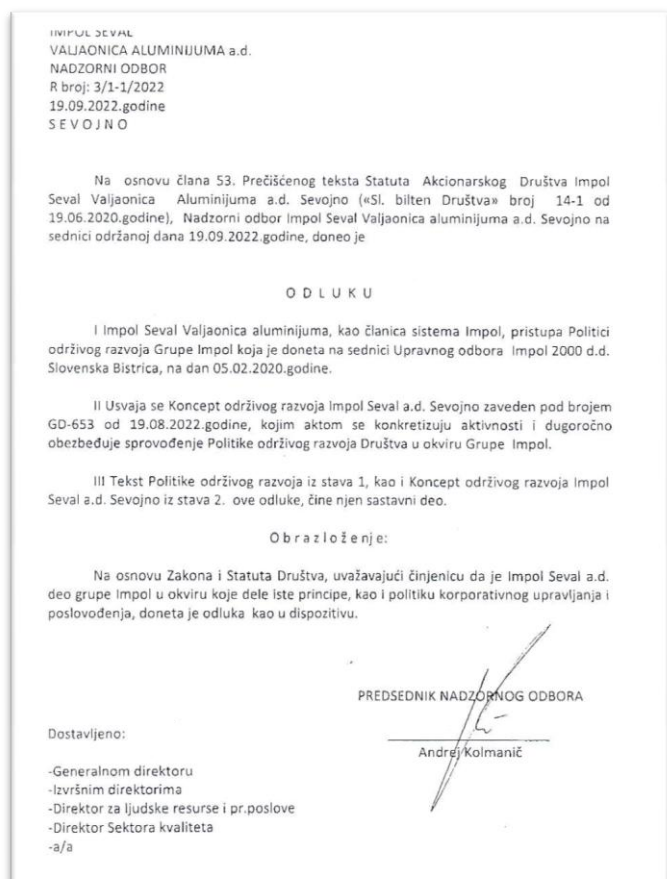 IMPOL SEVAL
VALJAONICA ALUMINIJUMA a.d.
NADZORNI ODBOR
R broj: 3/1-1/2022
19.09.2022.godine
S E V O J N O
Na osnovu člana 53. Prečišćenog teksta Statuta Akcionarskog Društva Impol
Seval Valjaonica Aluminijuma a.d. Sevojno («Sl. bilten Društva» broj 14-1 od
19.06.2020.godine), Nadzorni odbor Impol Seval Valjaonica aluminijuma a.d. Sevojno na
sednici održanoj dana 19.09.2022.godine, doneo je
O D L U K U
I Impol Seval Valjaonica aluminijuma, kao članica sistema Impol, pristupa Politici
održivog razvoja Grupe Impol koja je doneta na sednici Upravnog odbora Impol 2000 d.d.
Slovenska Bistrica, na dan 05.02.2020.godine.
II Usvaja se Koncept održivog razvoja Impol Seval a.d. Sevojno zaveden pod brojem
GD-653 od 19.08.2022.godine, kojim aktom se konkretizuju aktivnosti i dugoročno
obezbeđuje sprovođenje Politike održivog razvoja Društva u okviru Grupe Impol.
III Tekst Politike održivog razvoja iz stava 1, kao i Koncept održivog razvoja Impol
Seval a.d. Sevojno iz stava 2. ove odluke, čine njen sastavni deo.
O b r a z l o ž e nj e:
Na osnovu Zakona i Statuta Društva, uvažavajući činjenicu da je Impol Seval a.d.
deo grupe Impol u okviru koje dele iste principe, kao i politiku korporativnog upravljanja i
poslovođenja, doneta je odluka kao u dispozitivu.
PREDSEDNIK NADZORNOG ODBORA
Andrej Kolmanič
Dostavljeno:
-Generalnom direktoru
-Izvršnim direktorima
-Direktor za ljudske resurse i pr.poslove
-Direktor Sektora kvaliteta
-a/a